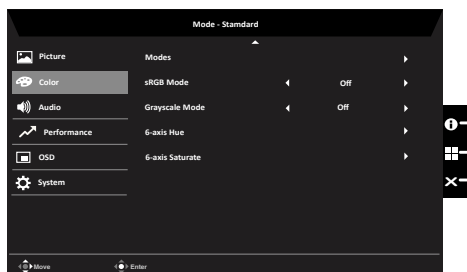 Mode - Stamdard
Picture
Modes
Color
sRGB Mode Off
Audio
Grayscale Mode Off
Performance
6-axis Hue
OSD
6-axis Saturate
System
Move Enter